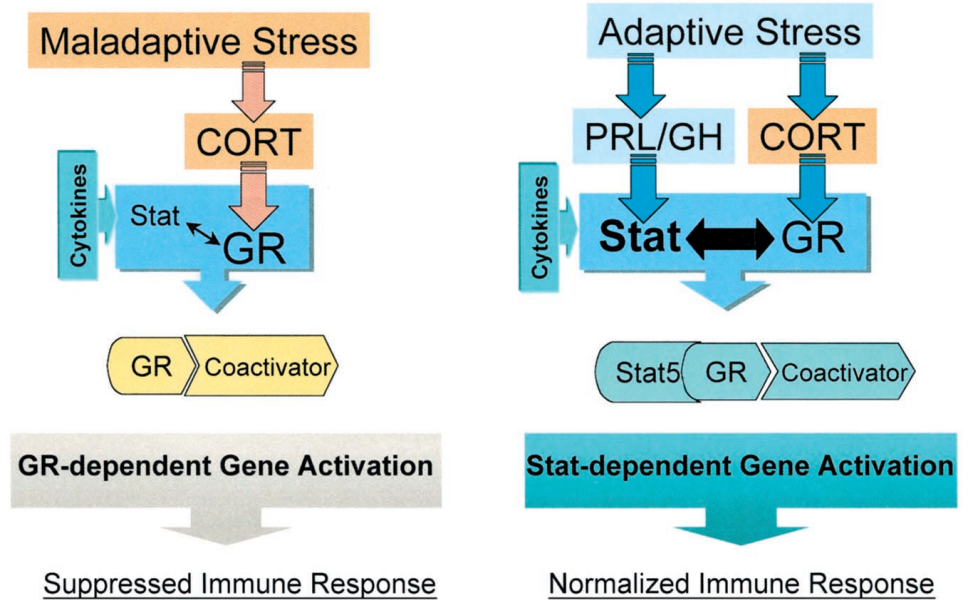 Maladaptive Stress
CORT
Cytokines
Stat
GR
GR
Coactivator
GR-dependent Gene Activation
Suppressed Immune Response
Adaptive Stress
PRL/GH
CORT
Cytokines
Stat
GR
Stat5
GR
Coactivator
Stat-dependent Gene Activation
Normalized Immune Response